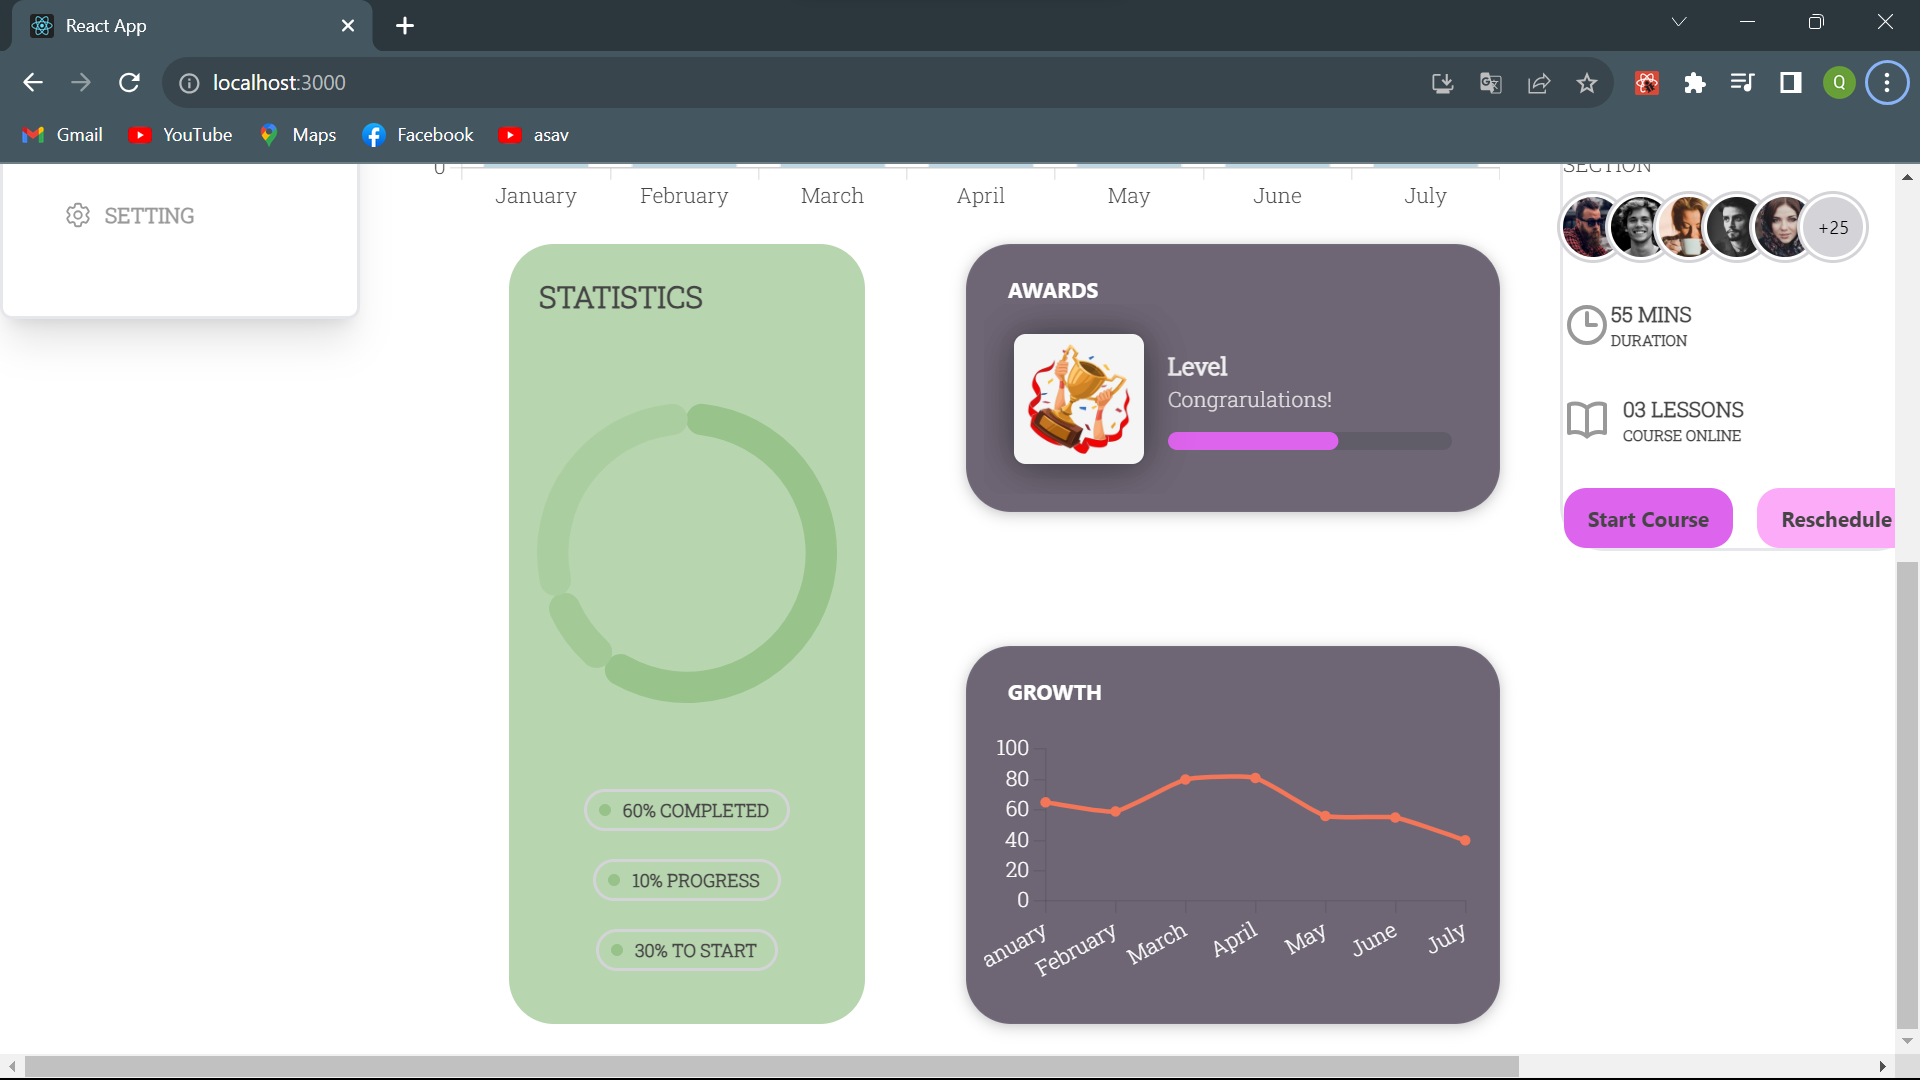 React App
localhost:3000
Q
Gmail
YouTube
Maps
Facebook
asav
SETTING
0
January
February
March
April
May
June
July
STATISTICS
60% COMPLETED
10% PROGRESS
30% TO START
AWARDS
Level
Congrarulations!
GROWTH
100
80
60
40
20
0
anuary
February
March
April
May
June
July
SECTION
+25
55 MINS
DURATION
03 LESSONS
COURSE ONLINE
Start Course
Reschedule